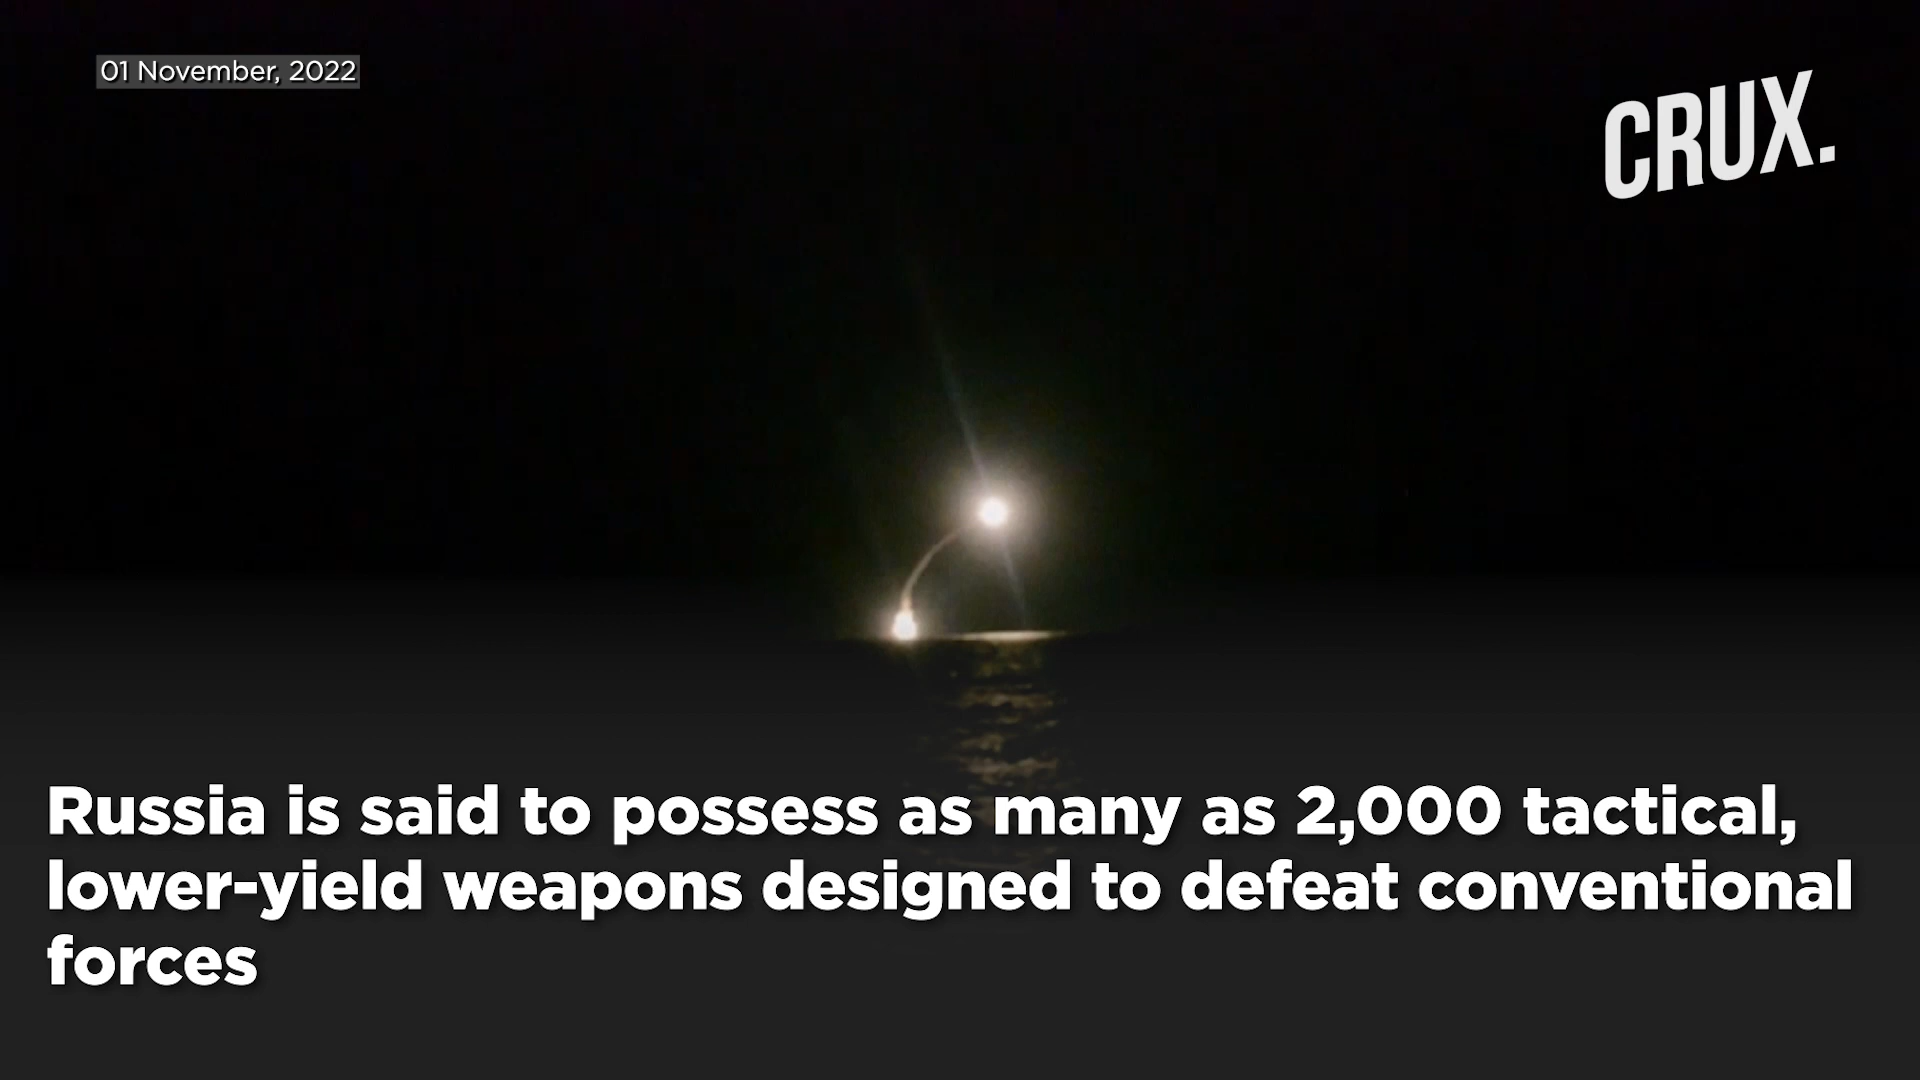 01 November, 2022
CRUX.
Russia is said to possess as many as 2,000 tactical,
lower-yield weapons designed to defeat conventional
forces